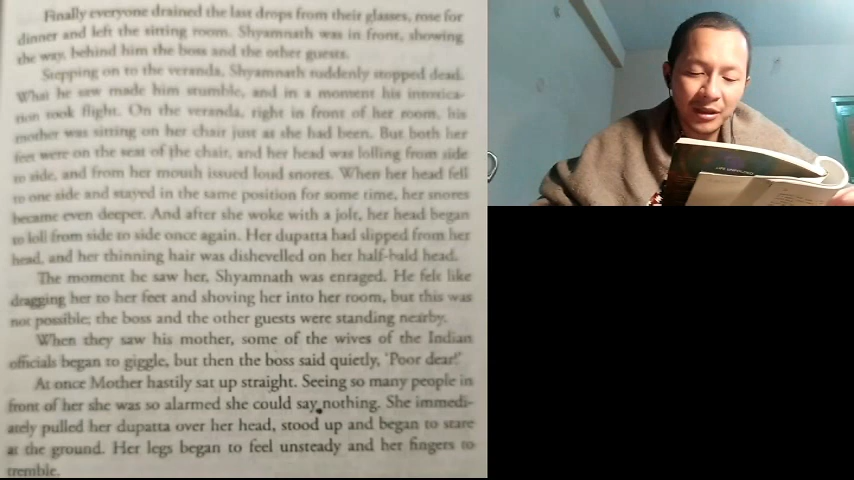 Finally everyone drained the last drops from their glasses, rose for
dinner and left the sitting room. Shyamnath was in front, showing
the way, behind him the boss and the other guests.
Stepping on to the veranda, Shyamnath suddenly stopped dead.
What he saw made him stumble, and in a moment his intoxica-
tion took flight. On the veranda, right in front of her room, his
mother was sitting on her chair just as she had been. But both her
feet were on the seat of the chair, and her head was lolling from side
to side, and from her mouth issued loud snores. When her head fell
to one side and stayed in the same position for some time, her snores
became even deeper. And after she woke with a jolt, her head began
to loll from side to side once again. Her dupatta had slipped from her
head, and her thinning hair was dishevelled on her half-bald head.
The moment he saw her, Shyamnath was enraged. He felt like
dragging her to her feet and shoving her into her room, but this was
not possible; the boss and the other guests were standing nearby.
When they saw his mother, some of the wives of the Indian
officials began to giggle, but then the boss said quietly, 'Poor dear!'
At once Mother hastily sat up straight. Seeing so many people in
front of her she was so alarmed she could say nothing. She immedi-
ately pulled her dupatta over her head, stood up and began to stare
at the ground. Her legs began to feel unsteady and her fingers to
tremble.